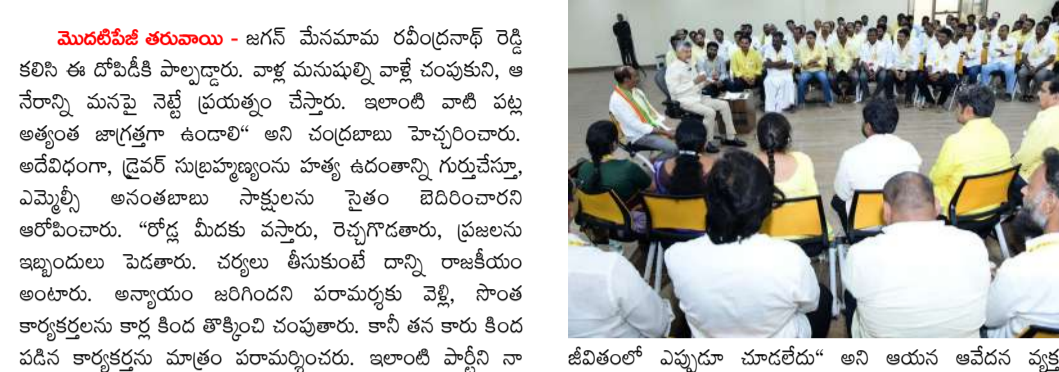 మొదటిపేజీ తరువాయి - జగన్ మేనమామ రవీంద్రనాథ్ రెడ్డి
కలిసి ఈ దోపిడీకి పాల్పడ్డారు. వాళ్ల మనుషుల్ని వాళ్లే చంపుకుని, ఆ
నేరాన్ని మనపై నెట్టే ప్రయత్నం చేస్తారు. ఇలాంటి వాటి పట్ల
అత్యంత జాగ్రత్తగా ఉండాలి“ అని చంద్రబాబు హెచ్చరించారు.
అదేవిధంగా, డ్రైవర్ సుబ్రహ్మణ్యంను హత్య ఉదంతాన్ని గుర్తుచేస్తూ,
ఎమ్మెల్సీ అనంతబాబు సాక్షులను సైతం బెదిరించారని
ఆరోపించారు. “రోడ్ల మీదకు వస్తారు, రెచ్చగొడతారు, ప్రజలను
ఇబ్బందులు పెడతారు. చర్యలు తీసుకుంటే దాన్ని రాజకీయం
అంటారు. అన్యాయం జరిగిందని పరామర్శకు వెళ్లి, సొంత
కార్యకర్తలను కార్ల కింద తొక్కించి చంపుతారు. కానీ తన కారు కింద
పడిన కార్యకర్తను మాత్రం పరామర్శించరు. ఇలాంటి పార్టీని నా
జీవితంలో ఎప్పుడూ చూడలేదు“ అని ఆయన ఆవేదన వ్యక్త